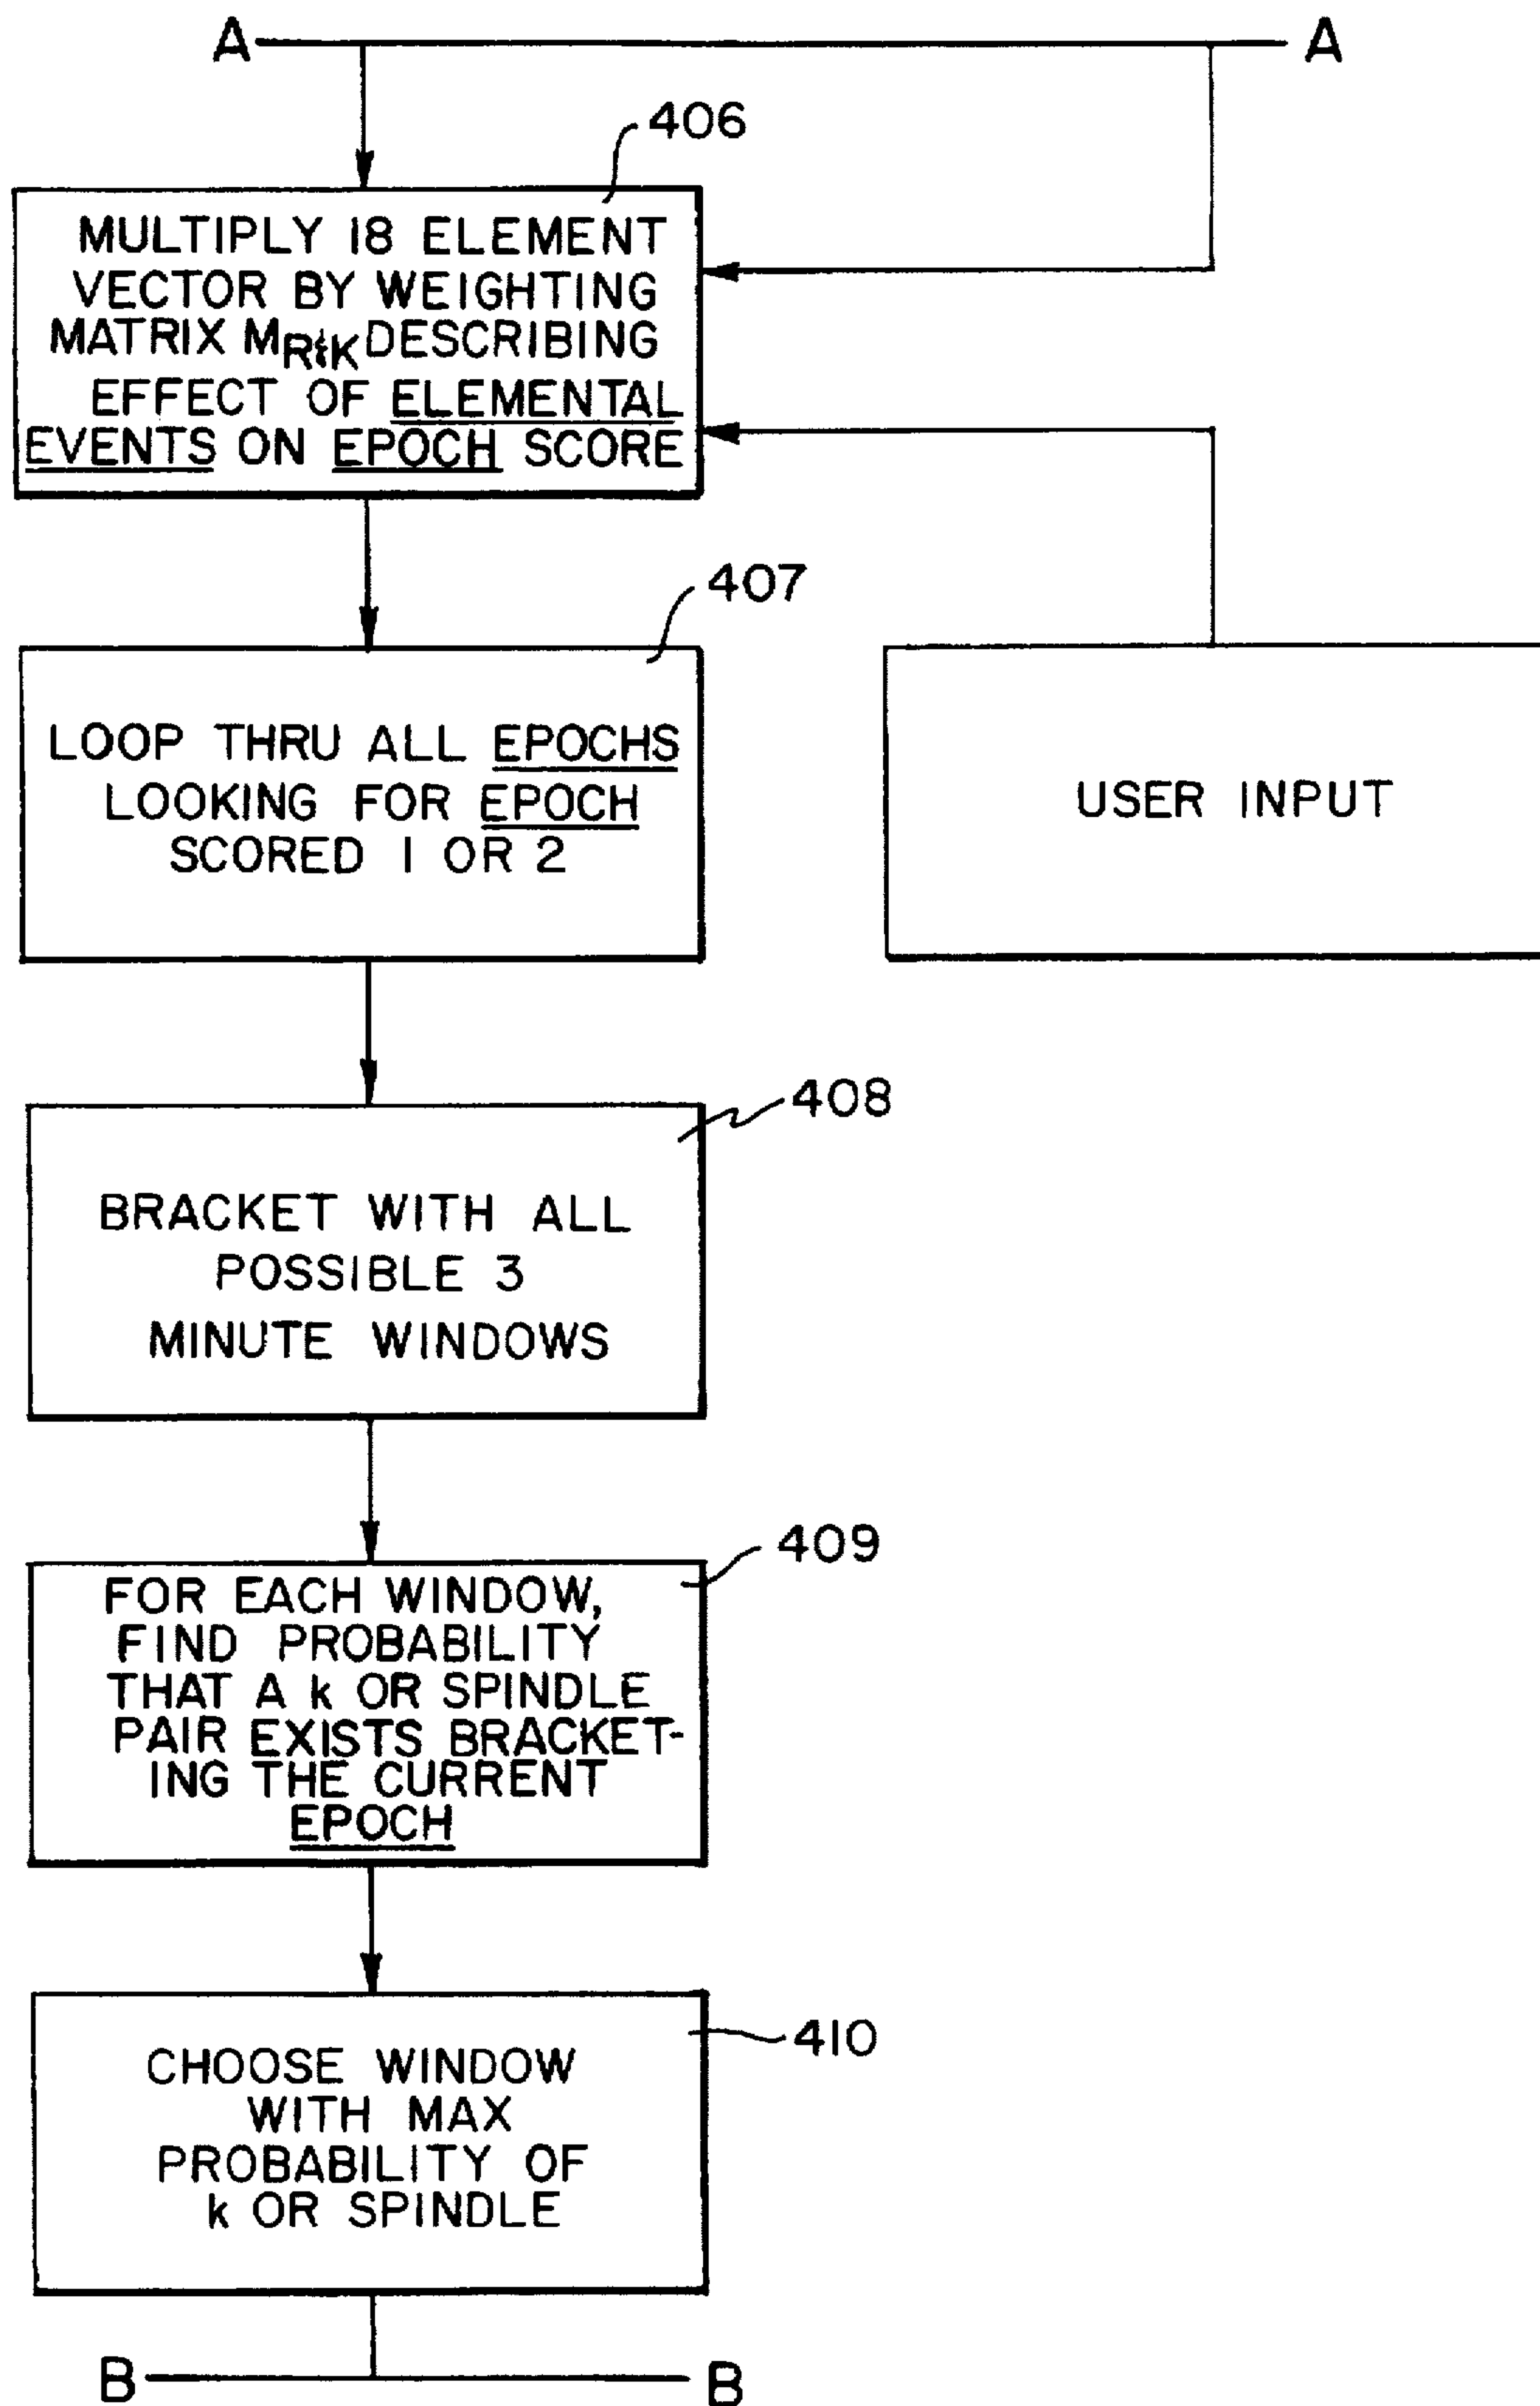 A A
406
MULTIPLY 18 ELEMENT
VECTOR BY WEIGHTING
MATRIX MR&K DESCRIBING
EFFECT OF ELEMENTAL
EVENTS ON EPOCH SCORE
407
LOOP THRU ALL EPOCHS
LOOKING FOR EPOCH
SCORED 1 OR 2
USER INPUT
408
BRACKET WITH ALL
POSSIBLE 3
MINUTE WINDOWS
409
FOR EACH WINDOW,
FIND PROBABILITY
THAT A k OR SPINDLE
PAIR EXISTS BRACKET-
ING THE CURRENT
EPOCH
410
CHOOSE WINDOW
WITH MAX
PROBABILITY OF
k OR SPINDLE
B B